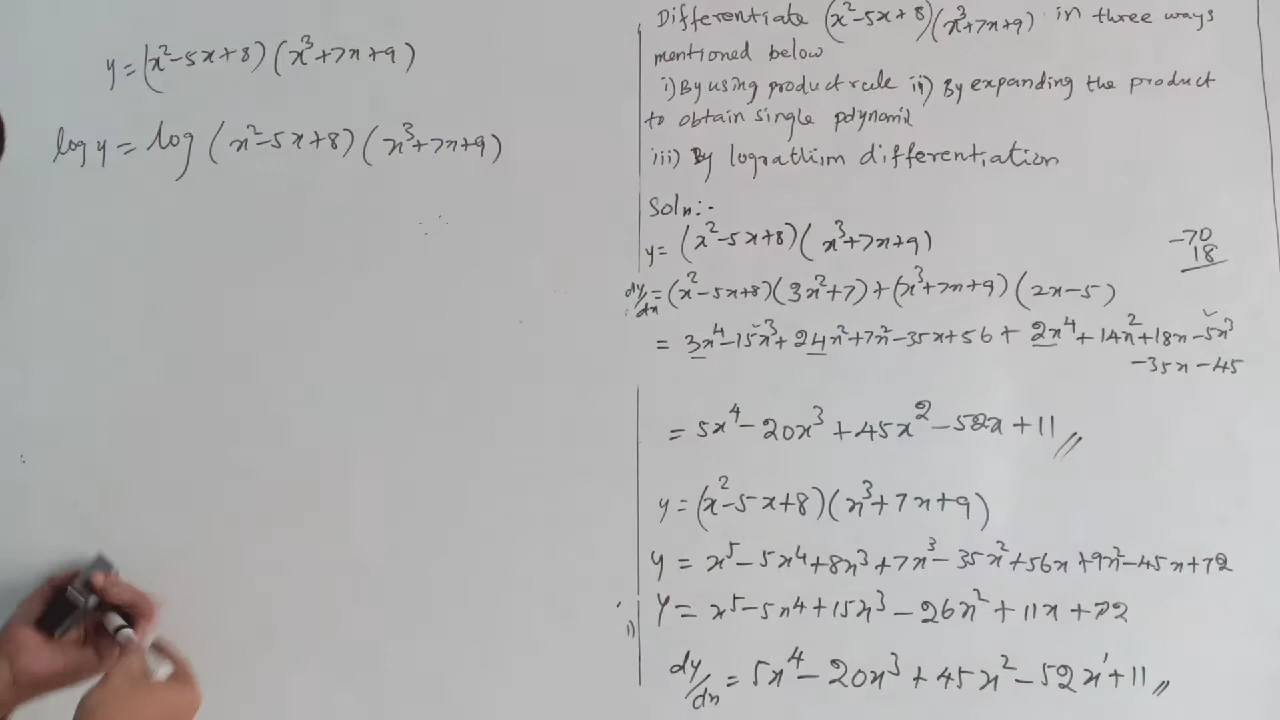 y = (x²-5x+8) (x³+7x+9)
log y = log (x²-5x+8) (x³+7x+9)
Differentiate (x²-5x+8)(x³+7x+9) in three ways
mentioned below
i) By using product rule ii) By expanding the product
to obtain single polynomil
iii) By lograthim differentiation
Soln:-
y = (x²-5x+8)(x³+7x+9)
-70
18
dy/dx = (x²-5x+8)(3x²+7)+(x³+7x+9)(2x-5)
= 3x⁴-15x³+24x²+7x²-35x+56+2x⁴+14x²+18x-5x³
-35x-45
= 5x⁴-20x³+45x²-52x+11//
y = (x²-5x+8)(x³+7x+9)
y = x⁵-5x⁴+8x³+7x³-35x²+56x+9x²-45x+72
ii) y = x⁵-5x⁴+15x³-26x²+11x+72
dy/dx = 5x⁴-20x³+45x²-52x¹+11//